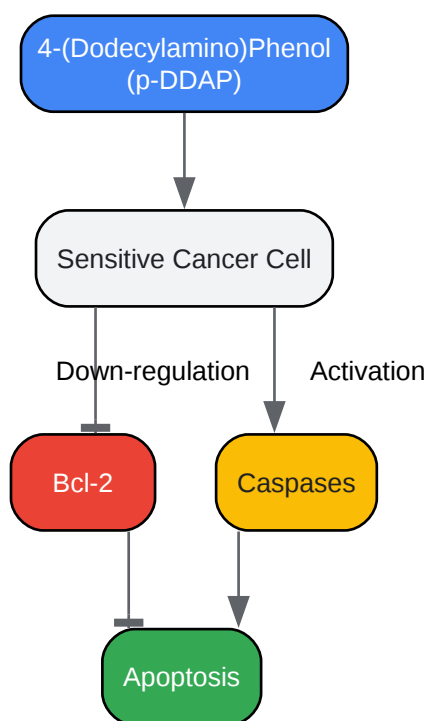 4-(Dodecylamino)Phenol
(p-DDAP)
Sensitive Cancer Cell
Down-regulation
Activation
Bcl-2
Caspases
Apoptosis